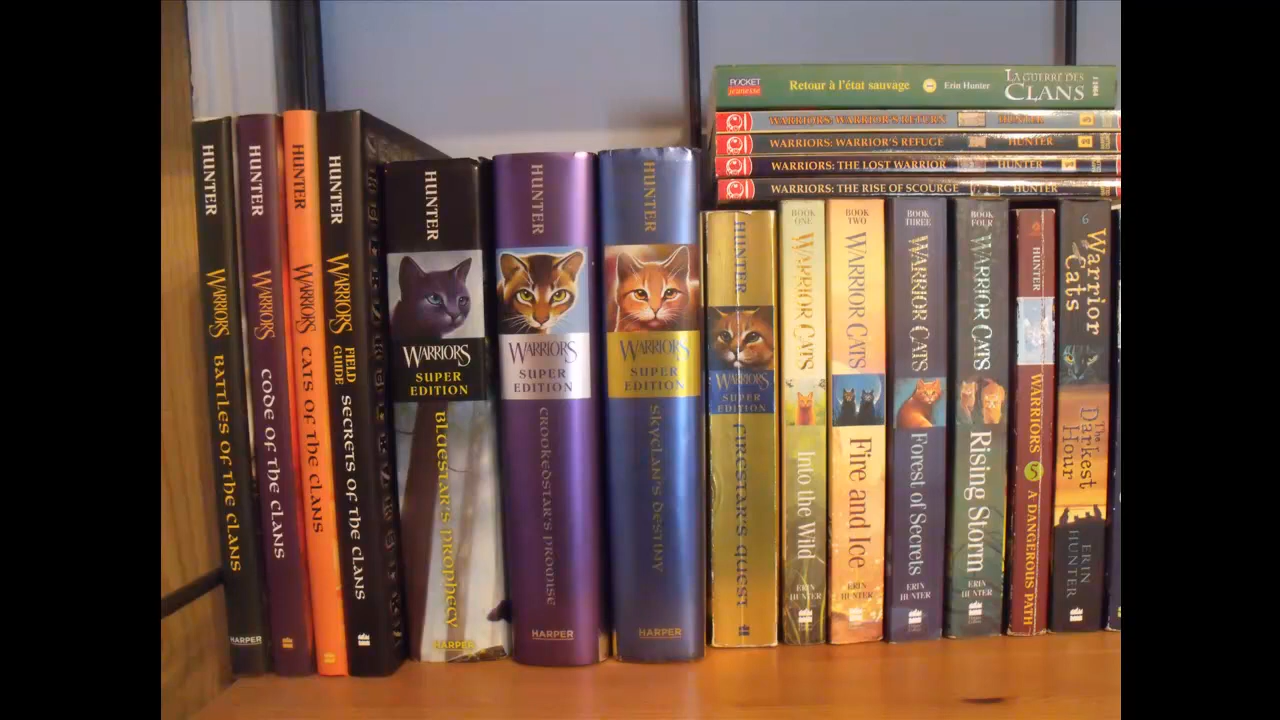 HUNTER WARRIORS BATTLES OF THE CLANS HARPER
HUNTER WARRIORS CODE OF THE CLANS
HUNTER WARRIORS CATS OF THE CLANS
HUNTER WARRIORS FIELD GUIDE SECRETS OF THE CLANS
HUNTER
WARRIORS
SUPER
EDITION
BLUESTAR'S PROPHECY
HARPER
HUNTER
WARRIORS
SUPER
EDITION
CROOKEDSTAR'S PROMISE
HARPER
HUNTER
WARRIORS
SUPER
EDITION
SKYCLAN'S DESTINY
HARPER
POCKET
jeunesse
Retour à l'état sauvage 1 Erin Hunter LA GUERRE DES
CLANS
WARRIORS: WARRIOR'S RETURN HUNTER
WARRIORS: WARRIOR'S REFUGE HUNTER
WARRIORS: THE LOST WARRIOR HUNTER
WARRIORS: THE RISE OF SCOURGE HUNTER
HUNTER
WARRIORS
SUPER
EDITION
FIRESTAR'S QUEST
BOOK
ONE
WARRIOR CATS
Into the Wild
ERIN
HUNTER
BOOK
TWO
WARRIOR CATS
Fire and Ice
ERIN
HUNTER
BOOK
THREE
WARRIOR CATS
Forest of Secrets
ERIN
HUNTER
BOOK
FOUR
WARRIOR CATS
Rising Storm
ERIN
HUNTER
HUNTER
WARRIORS 5 A DANGEROUS PATH
6
Warrior
Cats
The
Darkest
Hour
ERIN
HUNTER